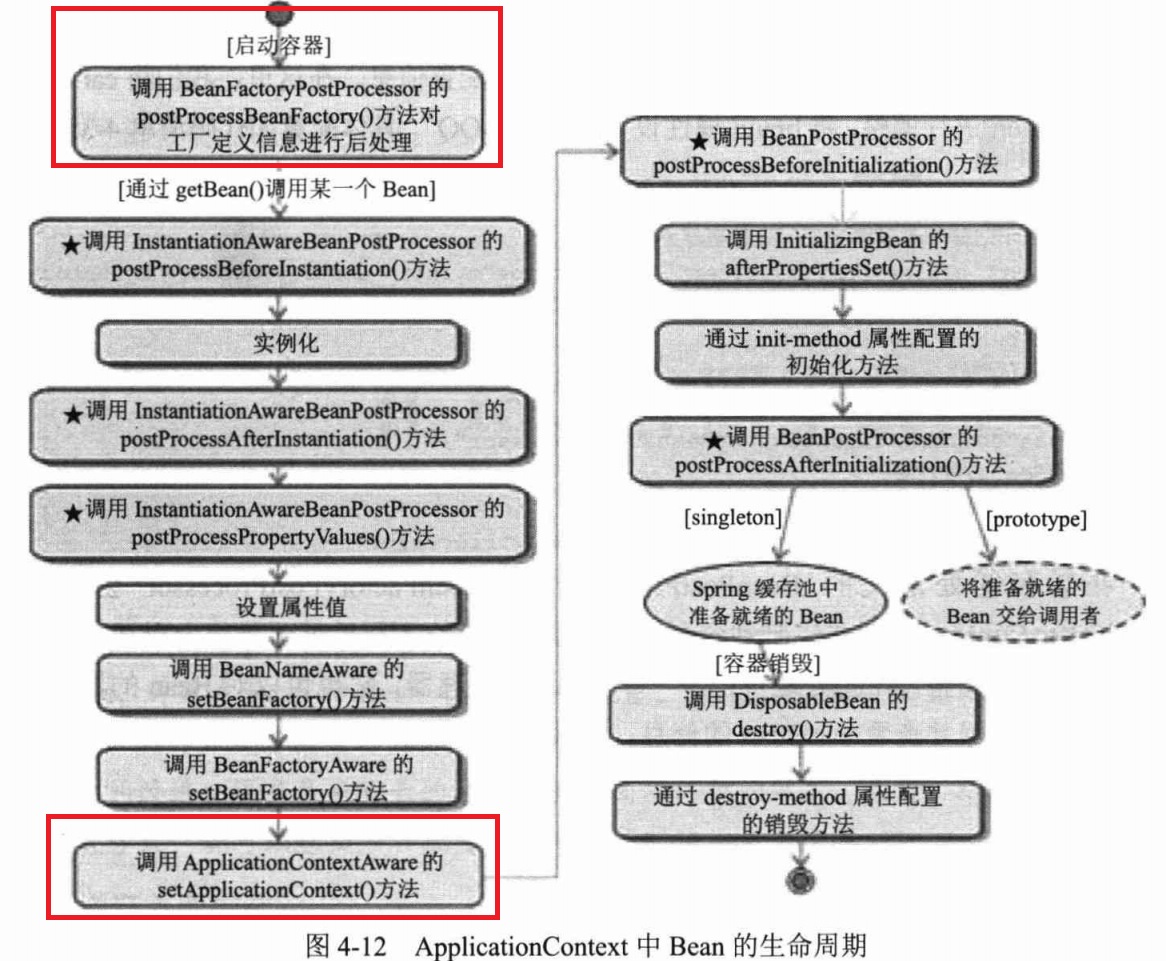 [启动容器]
调用 BeanFactoryPostProcessor 的
postProcessBeanFactory()方法对
工厂定义信息进行后处理
[通过 getBean()调用某一个 Bean]
★调用 InstantiationAwareBeanPostProcessor 的
postProcessBeforeInstantiation()方法
实例化
★调用 InstantiationAwareBeanPostProcessor 的
postProcessAfterInstantiation()方法
★调用 InstantiationAwareBeanPostProcessor 的
postProcessPropertyValues()方法
设置属性值
调用 BeanNameAware 的
setBeanFactory()方法
调用 BeanFactoryAware 的
setBeanFactory()方法
调用 ApplicationContextAware 的
setApplicationContext()方法
★调用 BeanPostProcessor 的
postProcessBeforeInitialization()方法
调用 InitializingBean 的
afterPropertiesSet()方法
通过 init-method 属性配置的
初始化方法
★调用 BeanPostProcessor 的
postProcessAfterInitialization()方法
[singleton]
[prototype]
Spring 缓存池中
准备就绪的 Bean
将准备就绪的
Bean 交给调用者
[容器销毁]
调用 DisposableBean 的
destroy()方法
通过 destroy-method 属性配置
的销毁方法
图 4-12 ApplicationContext 中 Bean 的生命周期